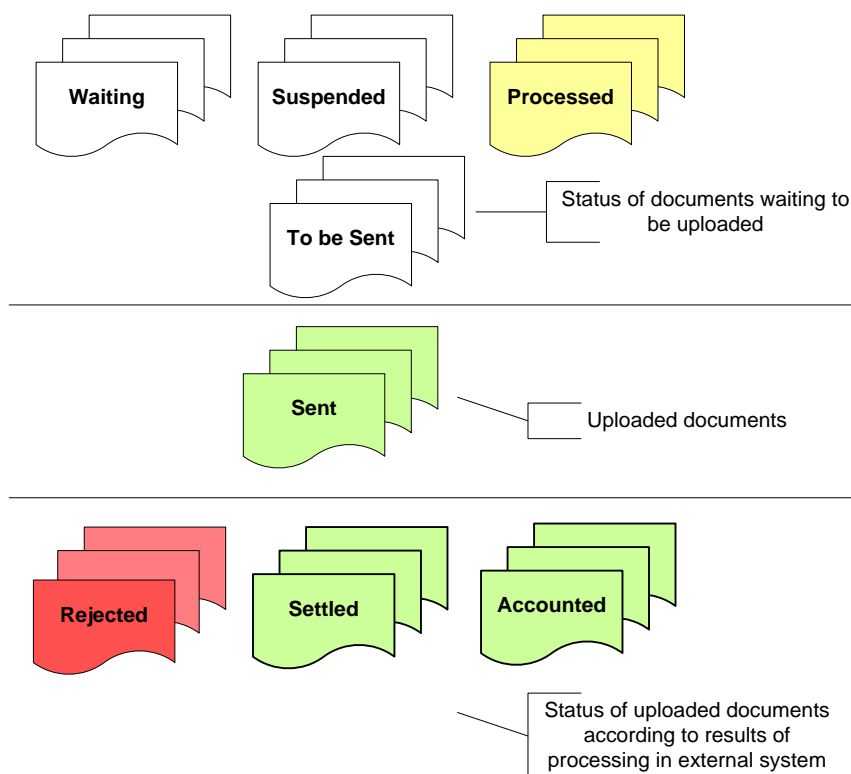 Waiting
Suspended
Processed
To be Sent
Status of documents waiting to
be uploaded
Sent
Uploaded documents
Rejected
Settled
Accounted
Status of uploaded documents
according to results of
processing in external system